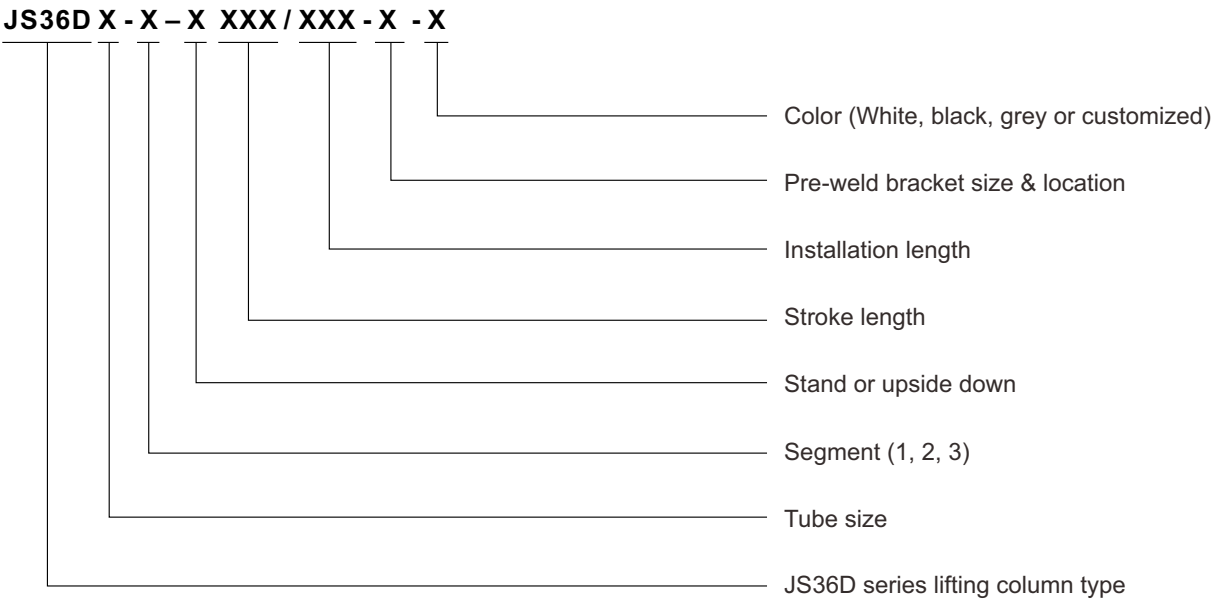 JS36D X - X – X XXX / XXX - X - X
Color (White, black, grey or customized)
Pre-weld bracket size & location
Installation length
Stroke length
Stand or upside down
Segment (1, 2, 3)
Tube size
JS36D series lifting column type